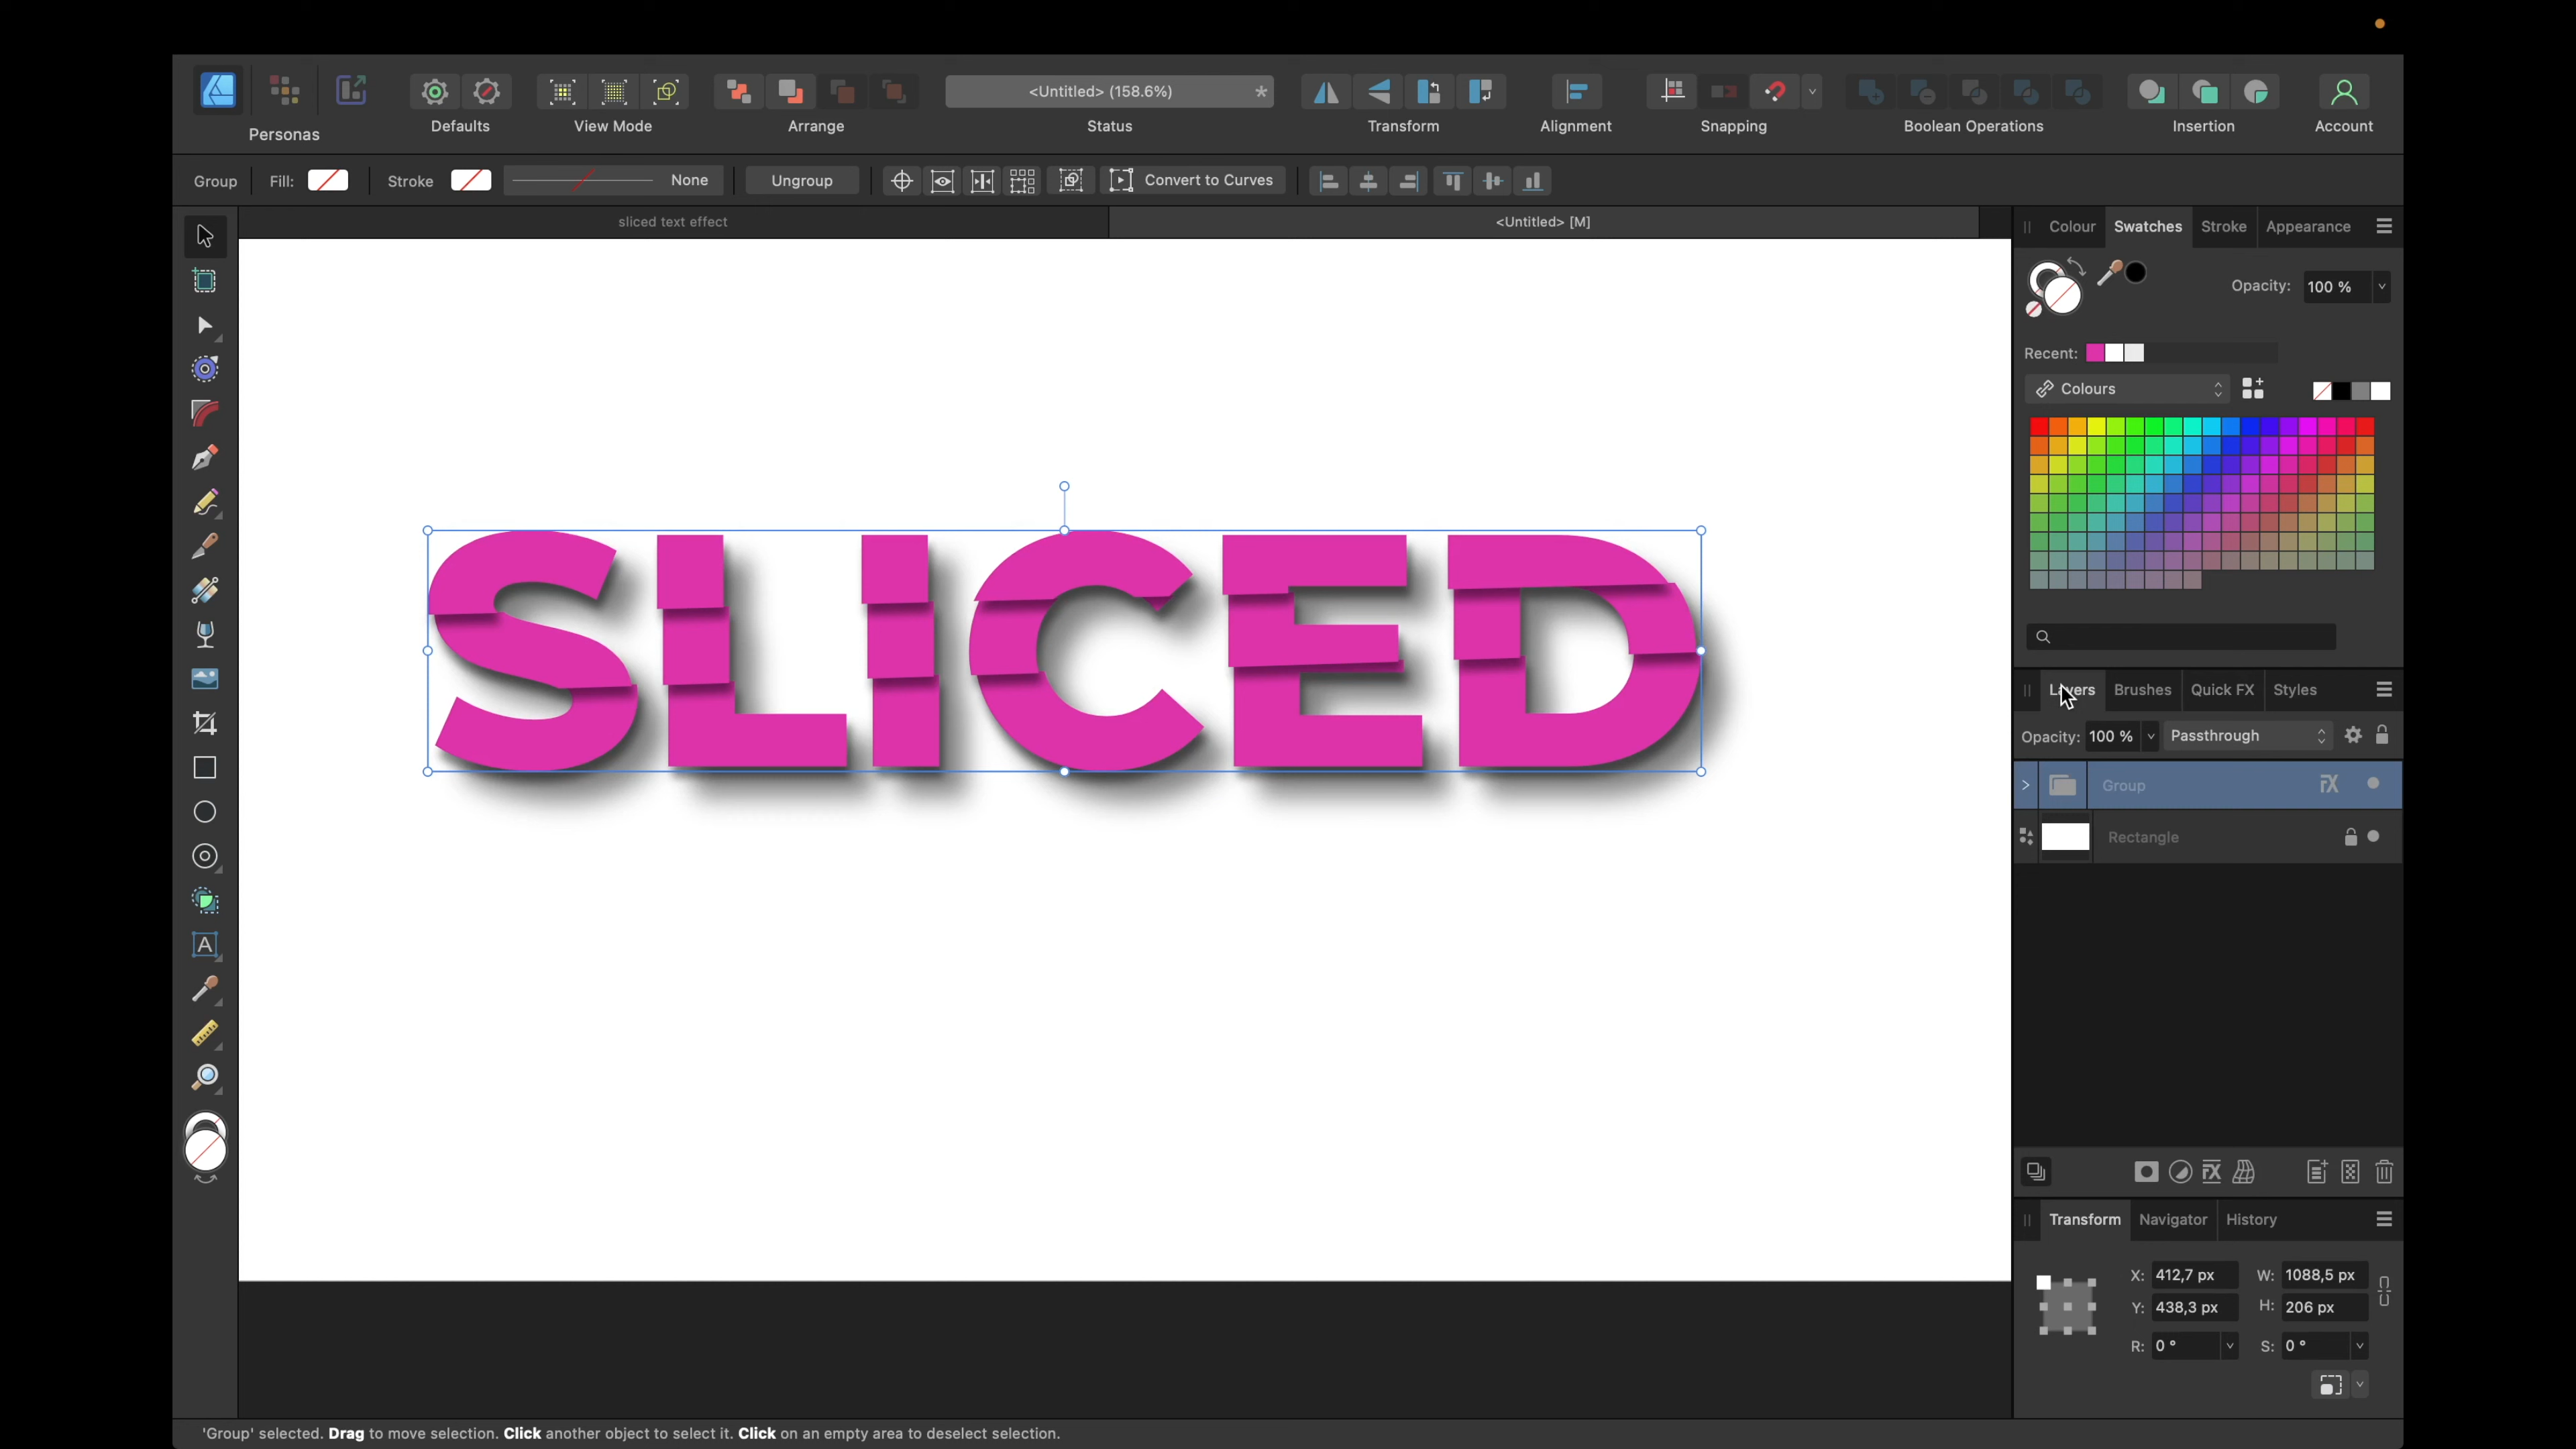 <Untitled> (158.6%) *
Personas Defaults View Mode Arrange Status Transform Alignment Snapping Boolean Operations Insertion Account
Group Fill: Stroke None Ungroup Convert to Curves
sliced text effect <Untitled> [M]
Colour Swatches Stroke Appearance
Opacity: 100 %
Recent:
Colours
SLICED
Layers Brushes Quick FX Styles
Opacity: 100 % Passthrough
Group FX
Rectangle
A
FX
Transform Navigator History
X: 412,7 px W: 1088,5 px
Y: 438,3 px H: 206 px
R: 0 ° S: 0 °
'Group' selected. Drag to move selection. Click another object to select it. Click on an empty area to deselect selection.